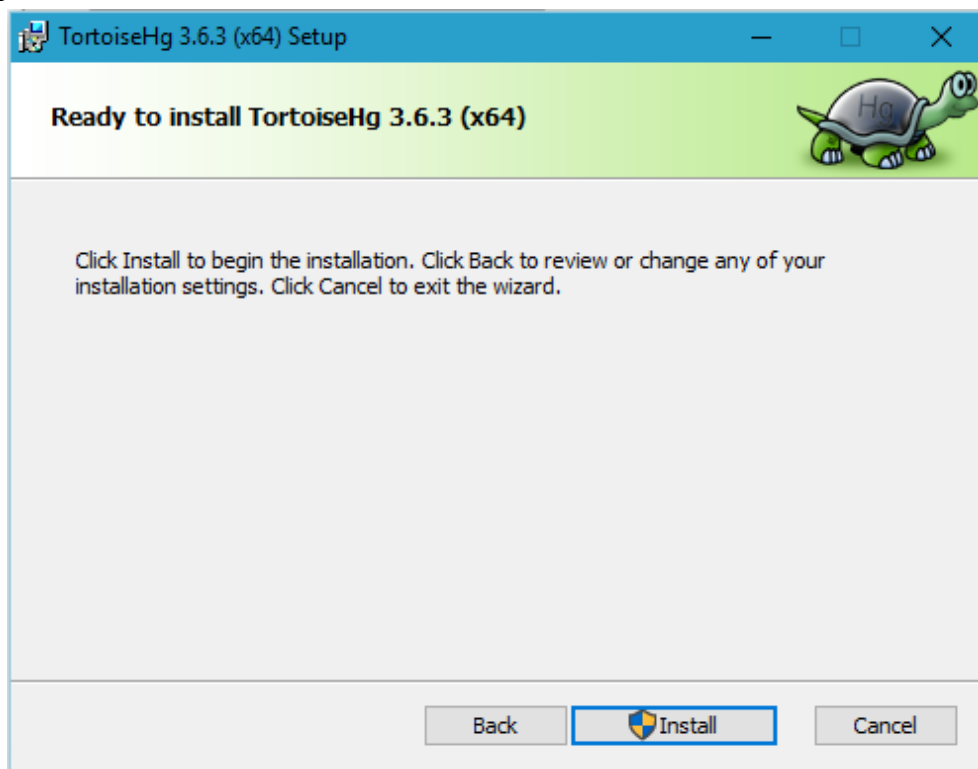 TortoiseHg 3.6.3 (x64) Setup
Ready to install TortoiseHg 3.6.3 (x64)
Hg
Click Install to begin the installation. Click Back to review or change any of your
installation settings. Click Cancel to exit the wizard.
Back
Install
Cancel